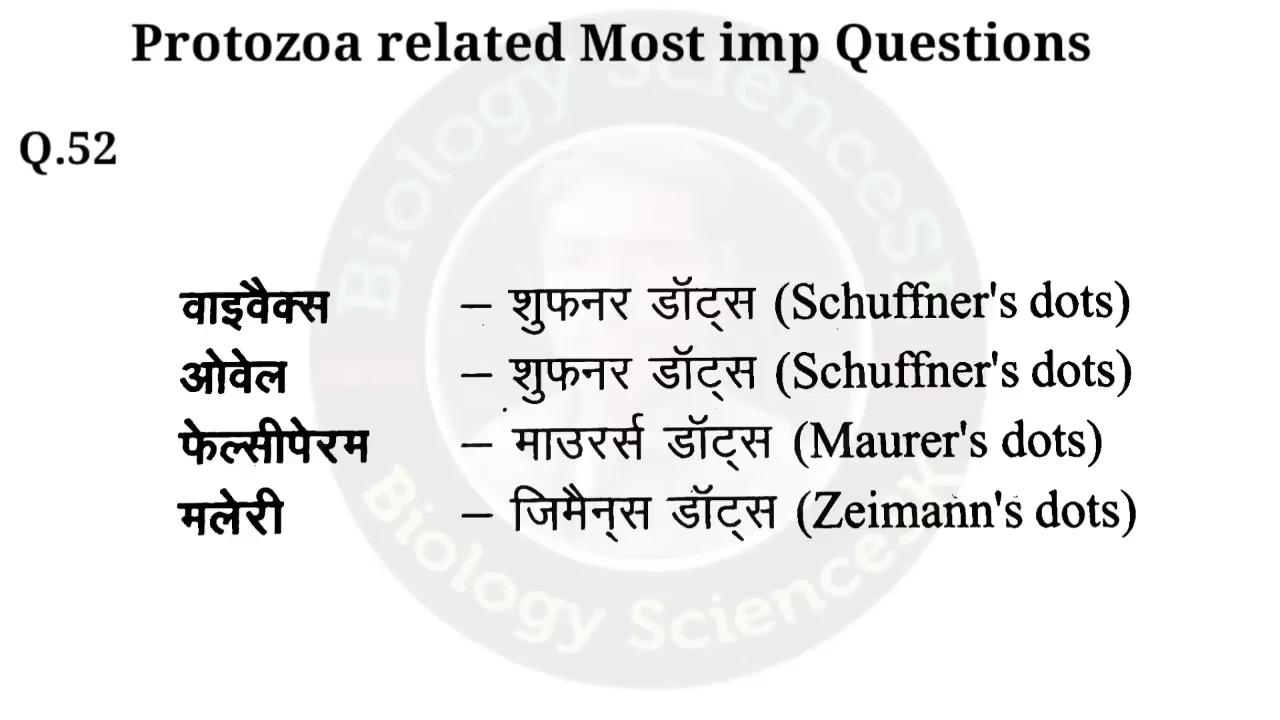 Protozoa related Most imp Questions
Q.52
वाइवैक्स – शुफनर डॉट्स (Schuffner's dots)
ओवेल – शुफनर डॉट्स (Schuffner's dots)
फेल्सीपेरम – माउरर्स डॉट्स (Maurer's dots)
मलेरी – जिमैन्स डॉट्स (Zeimann's dots)